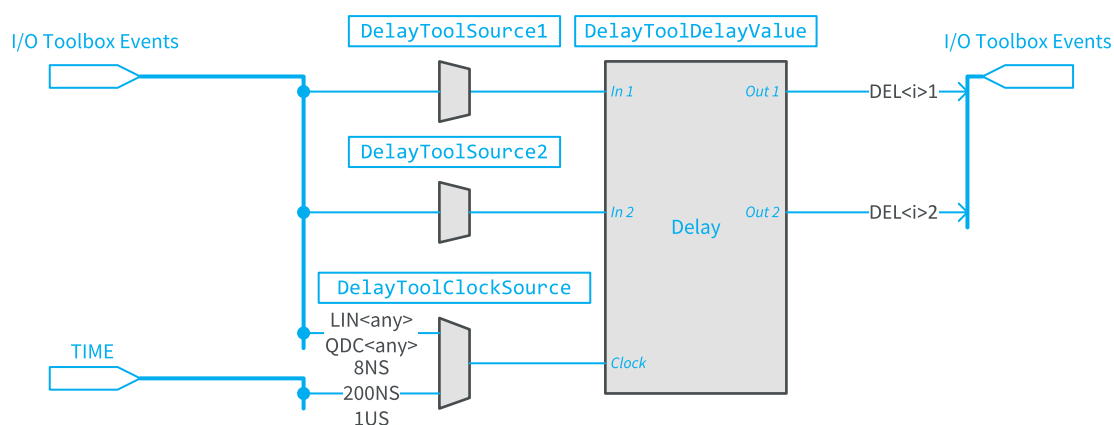 DelayToolSource1
DelayToolDelayValue
I/O Toolbox Events
I/O Toolbox Events
In 1
Out 1
DEL<i>1
DelayToolSource2
In 2
Out 2
DEL<i>2
Delay
DelayToolClockSource
LIN<any>
QDC<any>
TIME
8NS
Clock
200NS
1US